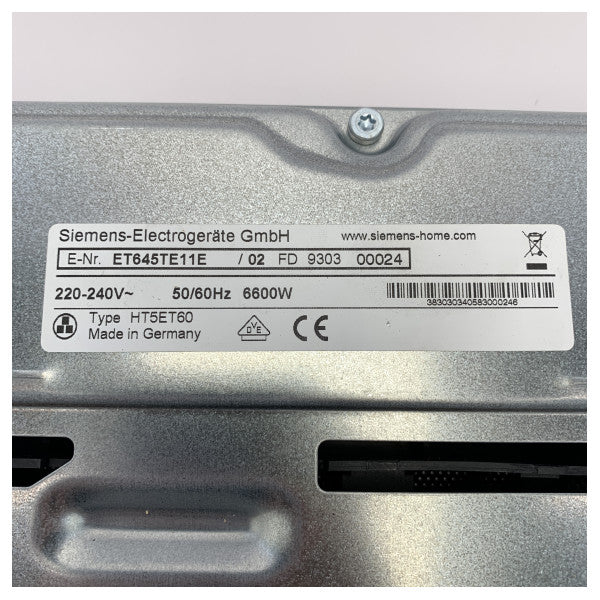 Siemens-Electrogeräte GmbH www.siemens-home.com
E-Nr. ET645TE11E / 02 FD 9303 00024
220-240V~ 50/60Hz 6600W
383030340583000246
Type HT5ET60
Made in Germany
DVE
CE